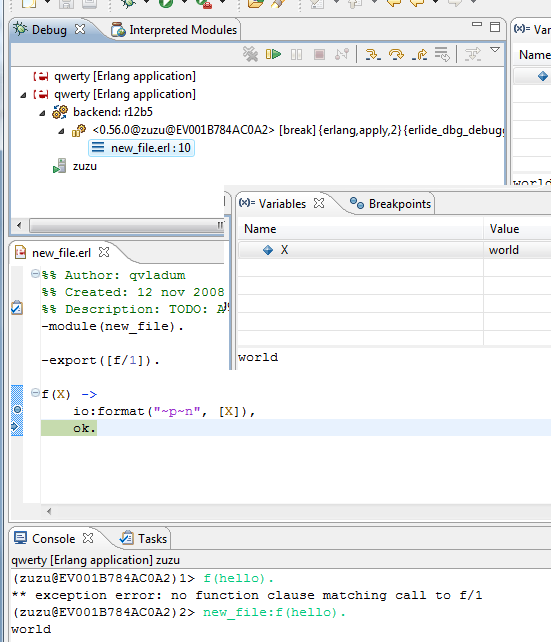 Debug
Interpreted Modules
(x)= Var
qwerty [Erlang application]
qwerty [Erlang application]
backend: r12b5
<0.56.0@zuzu@EV001B784AC0A2> [break] {erlang,apply,2} {erlide_dbg_debug
new_file.erl : 10
zuzu
Name
world
(x)= Variables
Breakpoints
Name Value
X world
world
new_file.erl
%% Author: qvladum
%% Created: 12 nov 2008
%% Description: TODO: A
-module(new_file).
-export([f/1]).
f(X) ->
io:format("~p~n", [X]),
ok.
Console
Tasks
qwerty [Erlang application] zuzu
(zuzu@EV001B784AC0A2)1> f(hello).
** exception error: no function clause matching call to f/1
(zuzu@EV001B784AC0A2)2> new_file:f(hello).
world